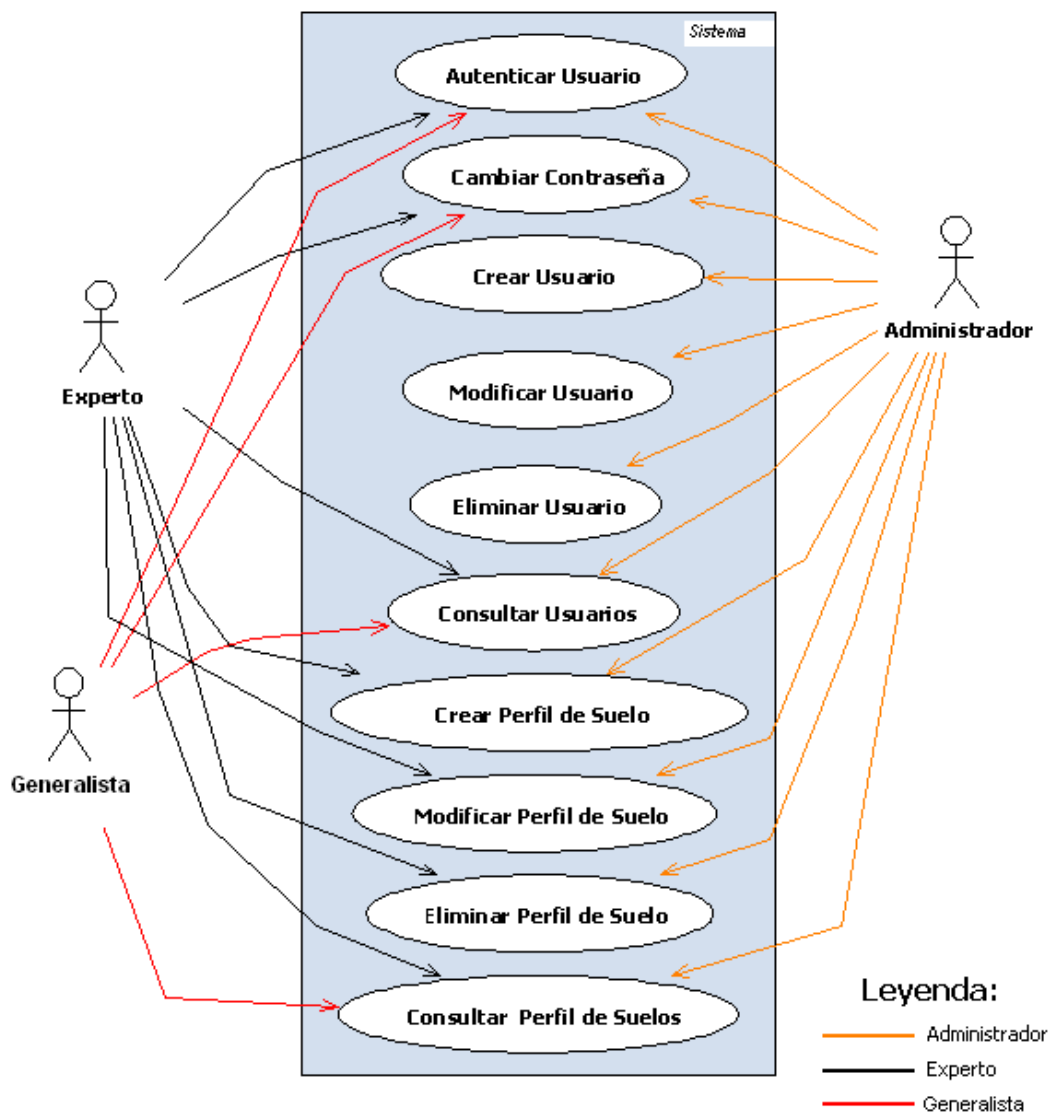 Sistema
Autenticar Usuario
Cambiar Contraseña
Crear Usuario
Administrador
Experto
Modificar Usuario
Eliminar Usuario
Consultar Usuarios
Crear Perfil de Suelo
Generalista
Modificar Perfil de Suelo
Eliminar Perfil de Suelo
Consultar Perfil de Suelos
Leyenda:
Administrador
Experto
Generalista